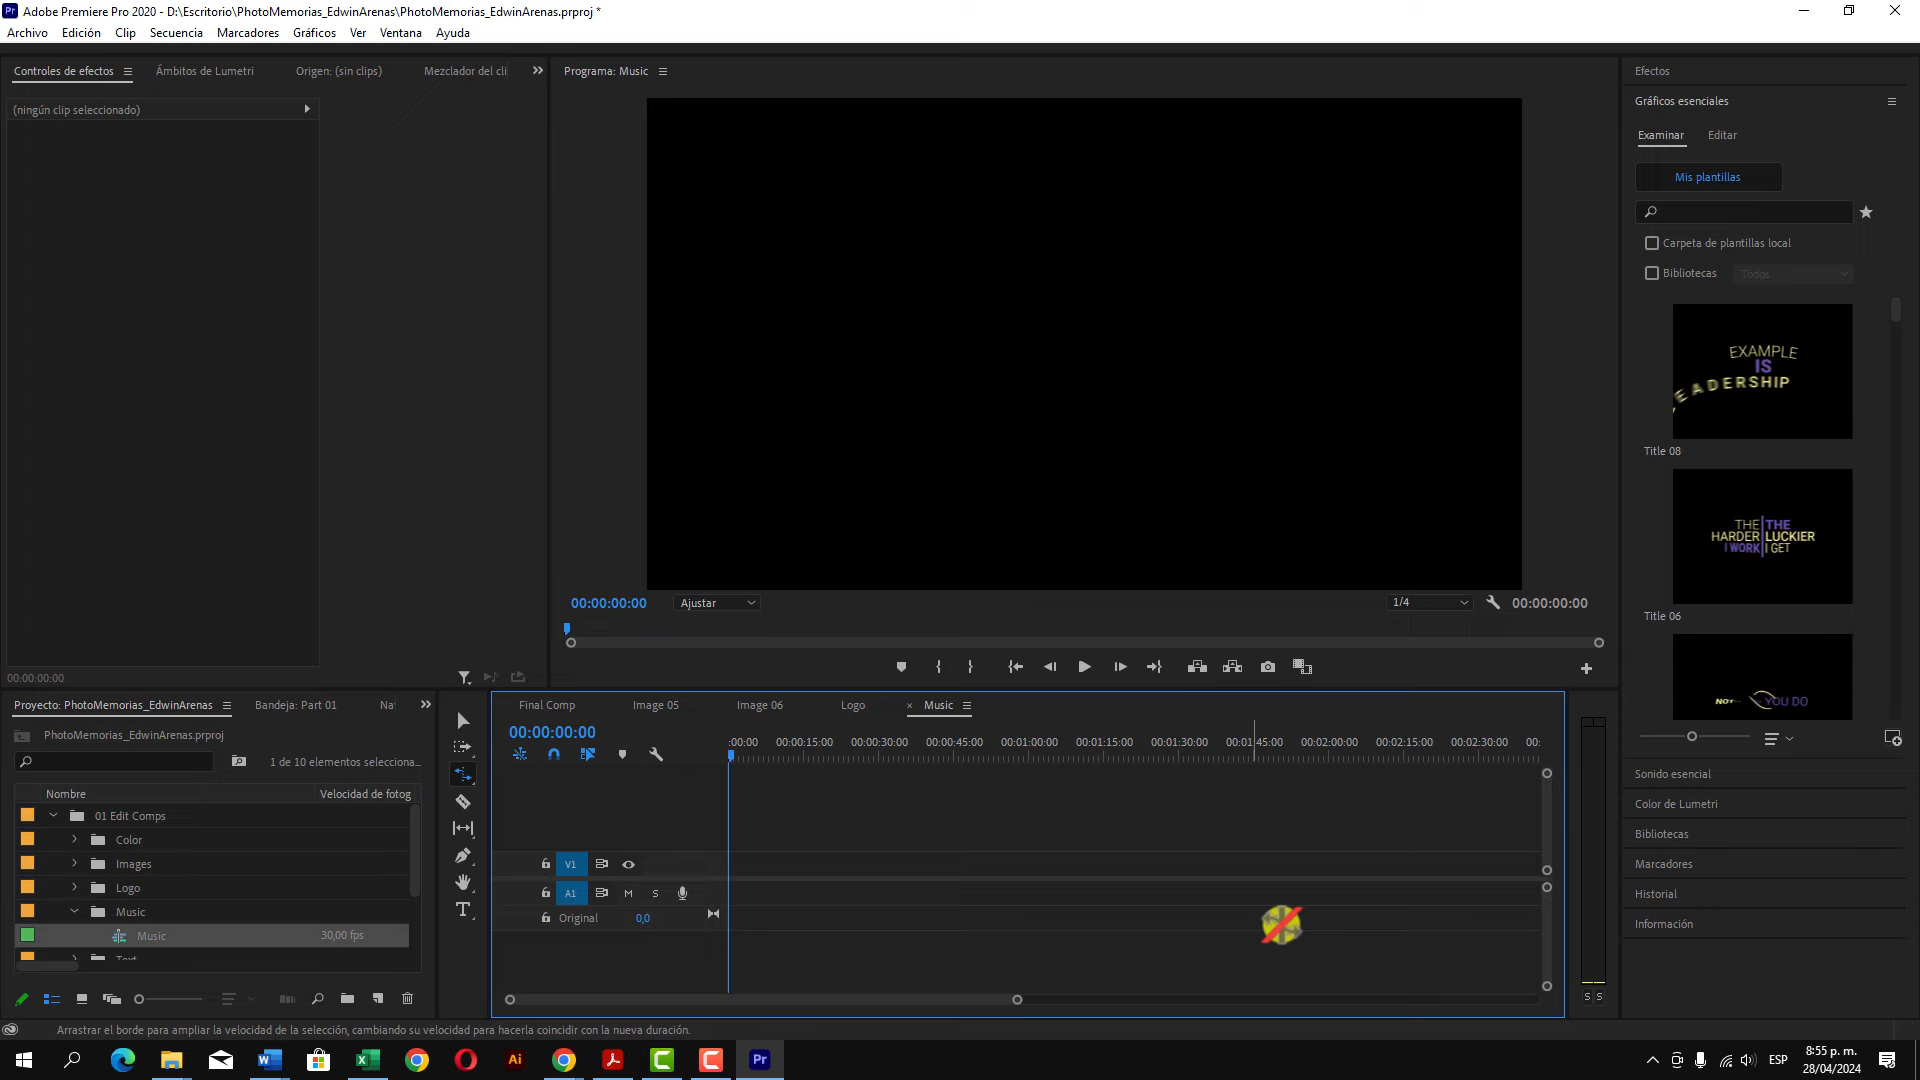 Adobe Premiere Pro 2020 - D:\Escritorio\PhotoMemorias_EdwinArenas\PhotoMemorias_EdwinArenas.prproj *
Archivo Edición Clip Secuencia Marcadores Gráficos Ver Ventana Ayuda
Controles de efectos Ámbitos de Lumetri Origen: (sin clips) Mezclador del cli
(ningún clip seleccionado)
00:00:00:00
Programa: Music
00:00:00:00 Ajustar 1/4 00:00:00:00
Efectos
Gráficos esenciales
Examinar Editar
Mis plantillas
Carpeta de plantillas local
Bibliotecas Todos
EXAMPLE
IS
LEADERSHIP
Title 08
THE THE
HARDER LUCKIER
I WORK I GET
Title 06
NOT YOU DO
Sonido esencial
Color de Lumetri
Bibliotecas
Marcadores
Historial
Información
Proyecto: PhotoMemorias_EdwinArenas Bandeja: Part 01 Na
PhotoMemorias_EdwinArenas.prproj
1 de 10 elementos selecciona...
Nombre Velocidad de fotog
01 Edit Comps
Color
Images
Logo
Music
Music 30,00 fps
Text
Final Comp Image 05 Image 06 Logo × Music
00:00:00:00
:00:00 00:00:15:00 00:00:30:00 00:00:45:00 00:01:00:00 00:01:15:00 00:01:30:00 00:01:45:00 00:02:00:00 00:02:15:00 00:02:30:00 00:
V1
A1 M S
Original 0,0
S S
Arrastrar el borde para ampliar la velocidad de la selección, cambiando su velocidad para hacerla coincidir con la nueva duración.
ESP
8:55 p. m.
28/04/2024